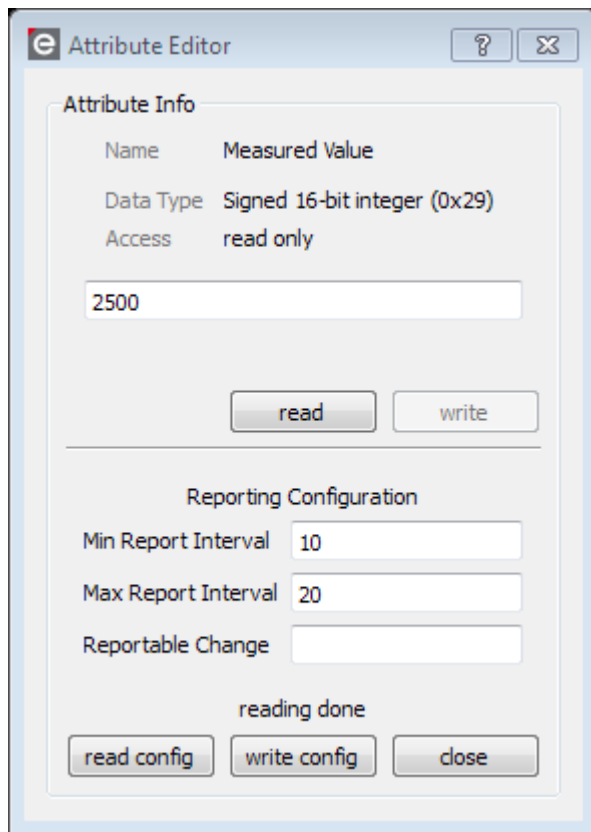 e Attribute Editor ?
Attribute Info
Name Measured Value
Data Type Signed 16-bit integer (0x29)
Access read only
2500
read write
Reporting Configuration
Min Report Interval 10
Max Report Interval 20
Reportable Change
reading done
read config write config close